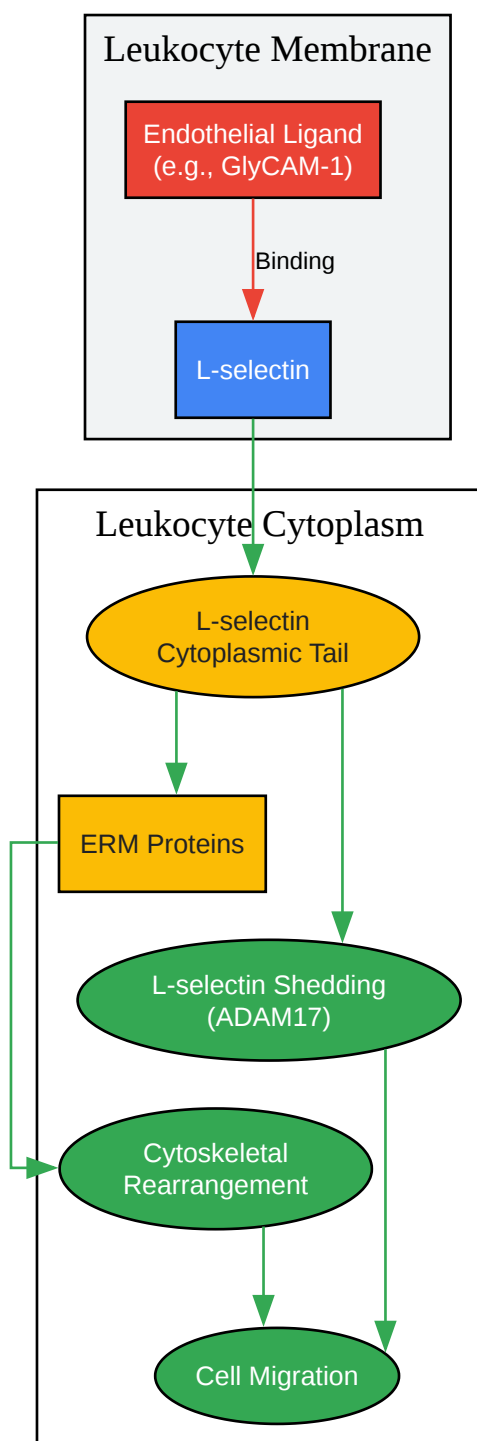 Leukocyte Membrane
Endothelial Ligand
(e.g., GlyCAM-1)
Binding
L-selectin
Leukocyte Cytoplasm
L-selectin
Cytoplasmic Tail
ERM Proteins
L-selectin Shedding
(ADAM17)
Cytoskeletal
Rearrangement
Cell Migration